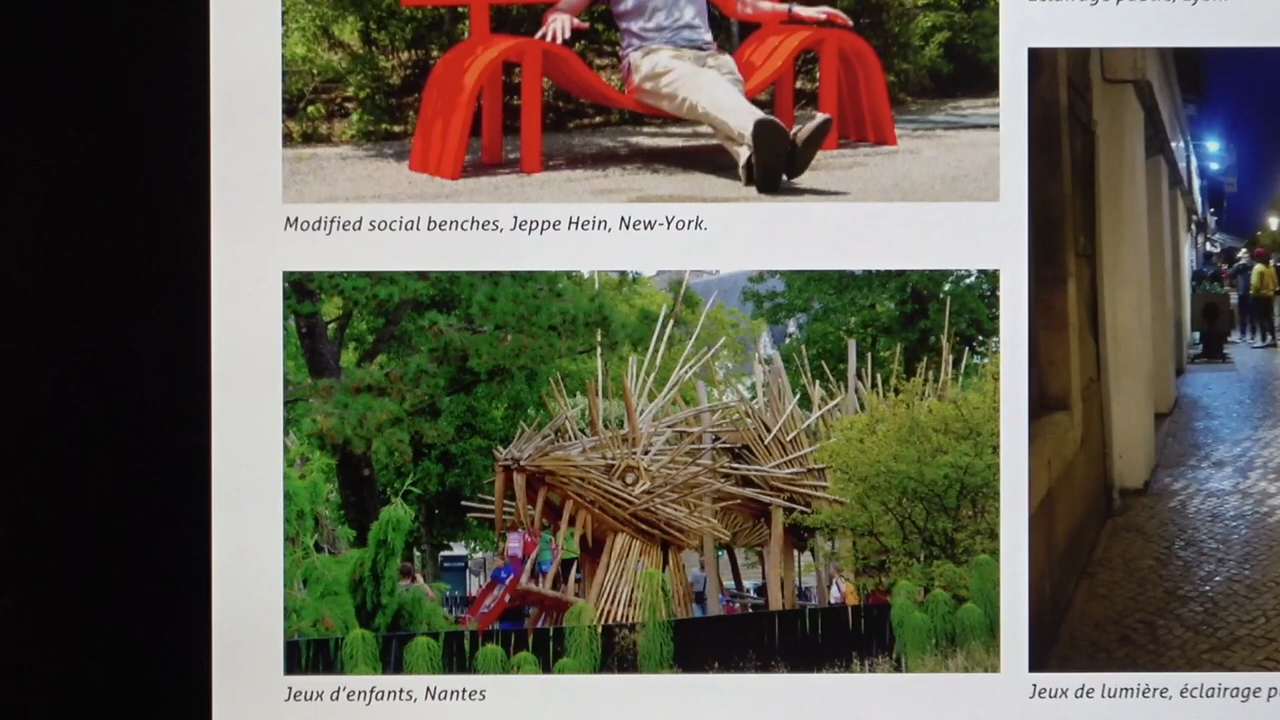 Modified social benches, Jeppe Hein, New-York.
Jeux d'enfants, Nantes
Jeux de lumière, éclairage